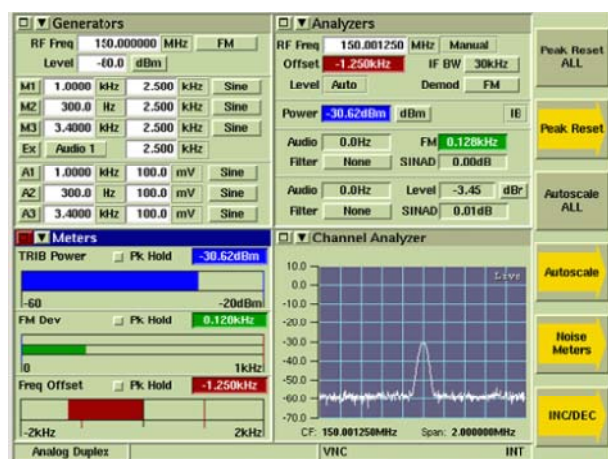 Generators
RF Freq 150.000000 MHz FM
Level -60.0 dBm
M1 1.0000 kHz 2.500 kHz Sine
M2 300.0 Hz 2.500 kHz Sine
M3 3.4000 kHz 2.500 kHz Sine
Ex Audio 1 2.500 kHz
A1 1.0000 kHz 100.0 mV Sine
A2 300.0 Hz 100.0 mV Sine
A3 3.4000 kHz 100.0 mV Sine
Analyzers
RF Freq 150.001250 MHz Manual
Offset -1.250kHz IF BW 30kHz
Level Auto Demod FM
Power -30.62dBm dBm IB
Audio 0.0Hz FM 0.128kHz
Filter None SINAD 0.00dB
Audio 0.0Hz Level -3.45 dBr
Filter None SINAD 0.01dB
Meters
TRIB Power Pk Hold -30.62dBm
-60 -20dBm
FM Dev Pk Hold 0.120kHz
0 1kHz
Freq Offset Pk Hold -1.250kHz
-2kHz 2kHz
Channel Analyzer
Live
10.0
0.0
-10.0
-20.0
-30.0
-40.0
-50.0
-60.0
-70.0
CF: 150.001250MHz Span: 2.000000MHz
Peak Reset
ALL
Peak Reset
Autoscale
ALL
Autoscale
Noise
Meters
INC/DEC
Analog Duplex VNC INT